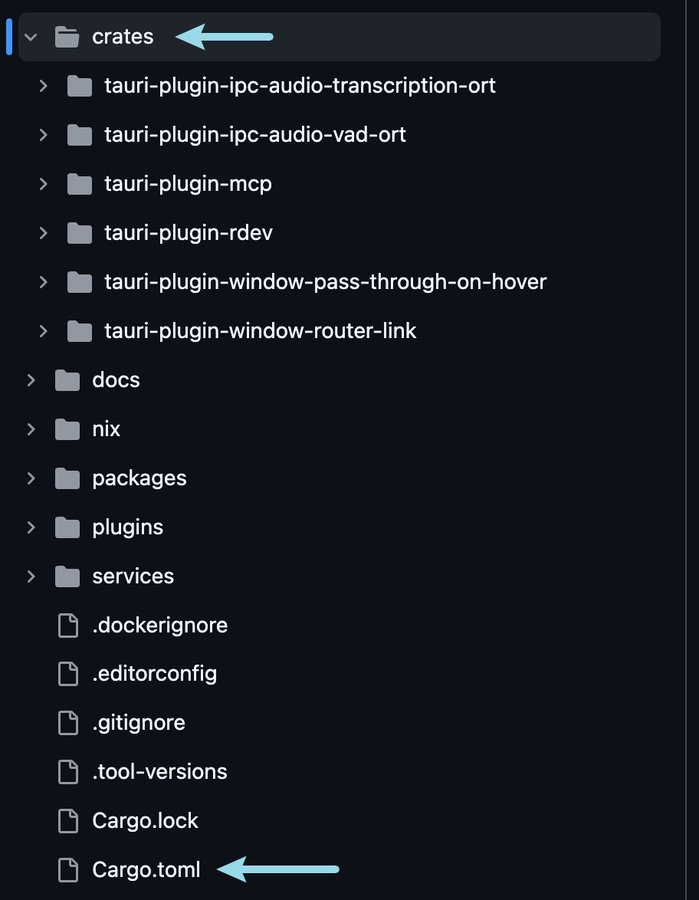 crates
tauri-plugin-ipc-audio-transcription-ort
tauri-plugin-ipc-audio-vad-ort
tauri-plugin-mcp
tauri-plugin-rdev
tauri-plugin-window-pass-through-on-hover
tauri-plugin-window-router-link
docs
nix
packages
plugins
services
.dockerignore
.editorconfig
.gitignore
.tool-versions
Cargo.lock
Cargo.toml